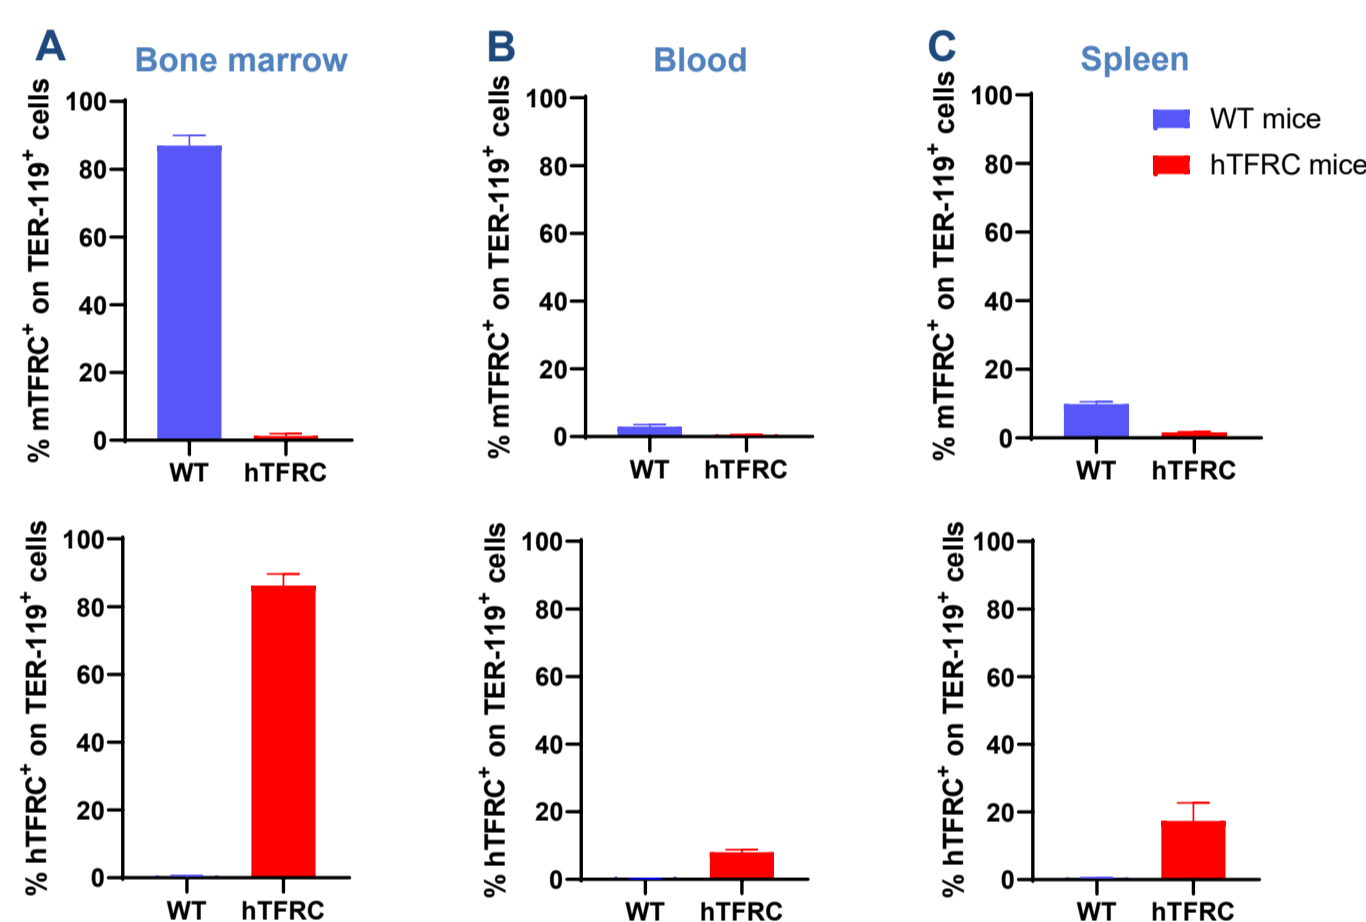 A
Bone marrow
% mTFRC⁺ on TER-119⁺ cells
100
80
60
40
20
0
WT hTFRC
B
Blood
% mTFRC⁺ on TER-119⁺ cells
100
80
60
40
20
0
WT hTFRC
C
Spleen
% mTFRC⁺ on TER-119⁺ cells
100
80
60
40
20
0
WT hTFRC
WT mice
hTFRC mice
% hTFRC⁺ on TER-119⁺ cells
100
80
60
40
20
0
WT hTFRC
% hTFRC⁺ on TER-119⁺ cells
100
80
60
40
20
0
WT hTFRC
% hTFRC⁺ on TER-119⁺ cells
100
80
60
40
20
0
WT hTFRC